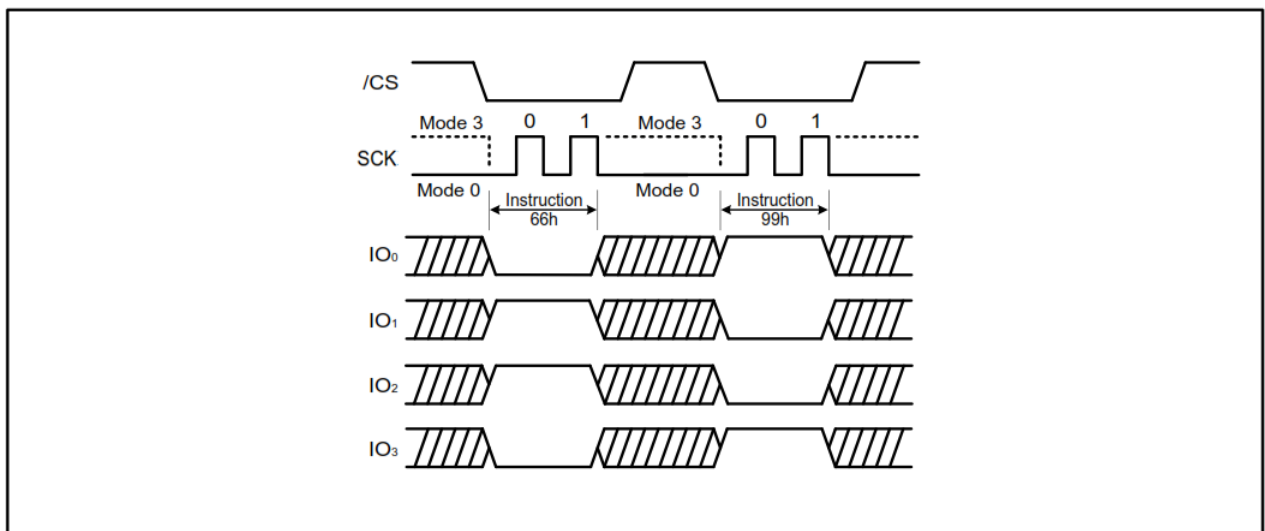 /CS
Mode 3 0 1 Mode 3 0 1
SCK
Mode 0 Mode 0
Instruction Instruction
66h 99h
IO₀
IO₁
IO₂
IO₃